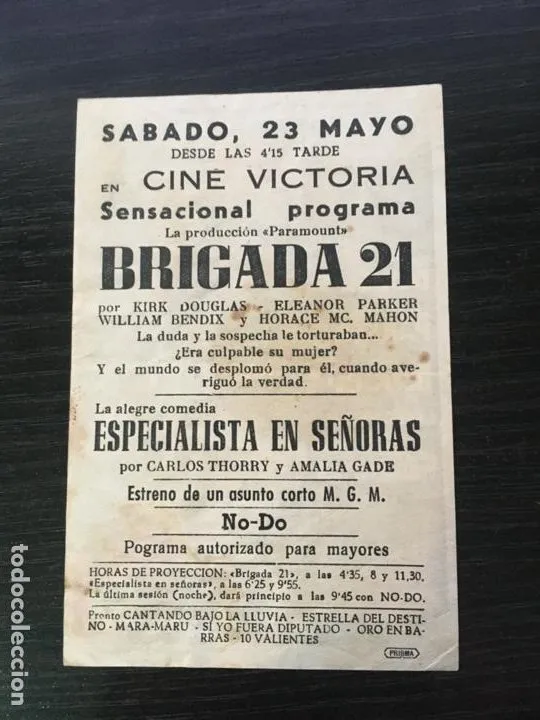 SABADO, 23 MAYO
DESDE LAS 4'15 TARDE
EN CINE VICTORIA
Sensacional programa
La producción «Paramount»
BRIGADA 21
por KIRK DOUGLAS - ELEANOR PARKER
WILLIAM BENDIX y HORACE MC. MAHON
La duda y la sospecha le torturaban...
¿Era culpable su mujer?
Y el mundo se desplomó para él, cuando ave-
riguó la verdad.
La alegre comedia
ESPECIALISTA EN SEÑORAS
por CARLOS THORRY y AMALIA GADE
Estreno de un asunto corto M. G. M.
No-Do
Pograma autorizado para mayores
HORAS DE PROYECCION: «Brigada 21», a las 4'35, 8 y 11,30.
«Especialista en señoras», a las 6'25 y 9'55.
La última sesión (noche), dará principio a las 9'45 con NO-DO.
Pronto CANTANDO BAJO LA LLUVIA - ESTRELLA DEL DESTI-
NO - MARA-MARU - SI YO FUERA DIPUTADO - ORO EN BA-
RRAS - 10 VALIENTES
PRISMA
todocoleccion.net